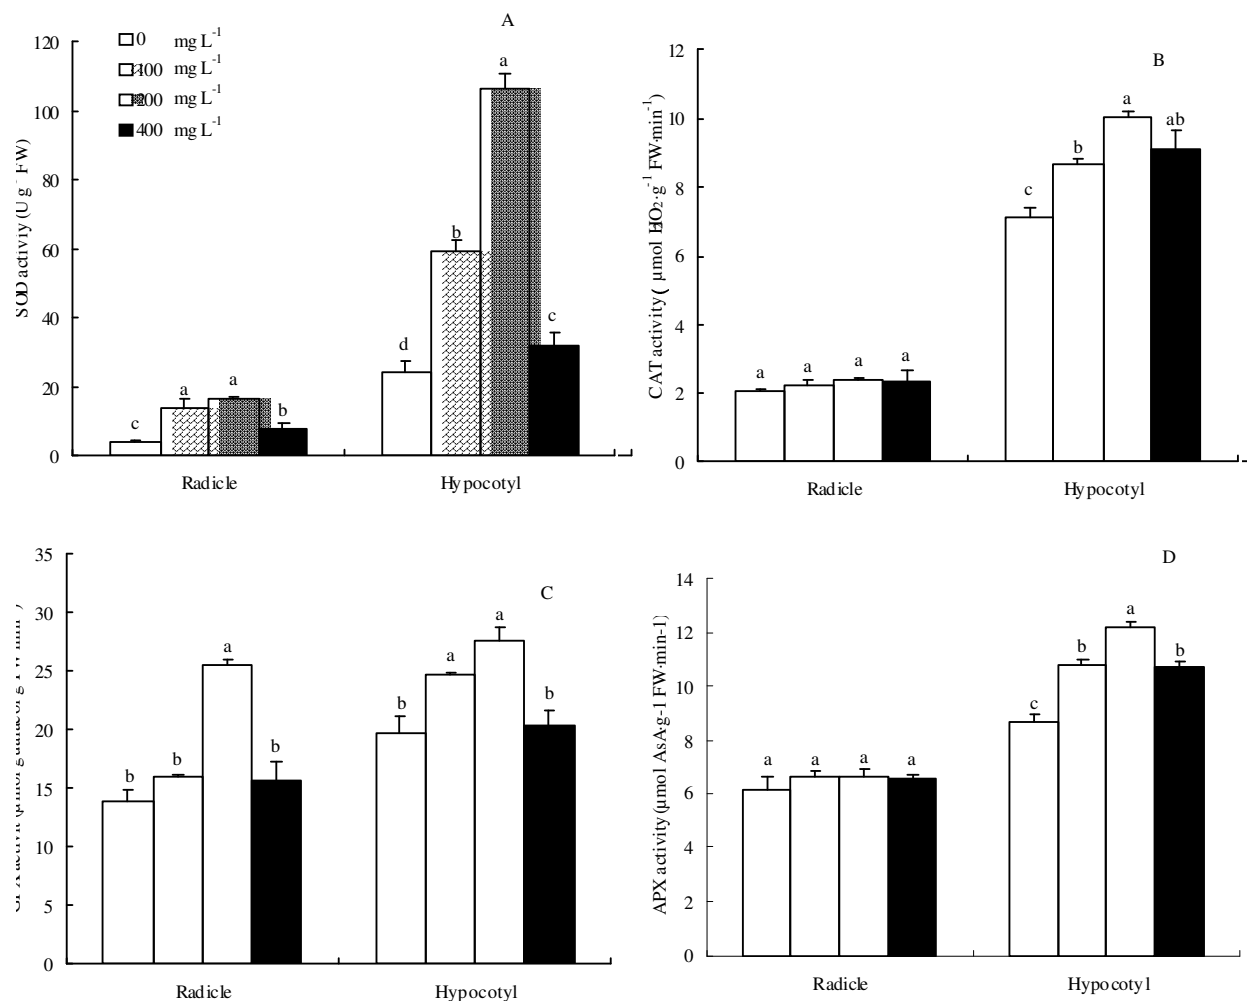 A
0 mg L-1
100 mg L-1
200 mg L-1
400 mg L-1
SOD activiy (U g- FW)
120
100
80
60
40
20
0
c
a
a
b
d
b
a
c
Radicle
Hypocotyl
B
CAT activity ( µmol H2O2·g-1 FW·min-1)
12
10
8
6
4
2
0
a
a
a
a
c
b
a
ab
Radicle
Hypocotyl
C
35
30
25
20
15
10
5
0
b
b
a
b
b
a
a
b
Radicle
Hypocotyl
D
APX activity (µmol AsA·g-1 FW·min-1)
14
12
10
8
6
4
2
0
a
a
a
a
c
b
a
b
Radicle
Hypocotyl